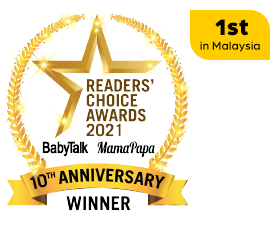 1st
in Malaysia
READERS'
CHOICE
AWARDS
2021
BabyTalk MamaPapa
10TH ANNIVERSARY
WINNER